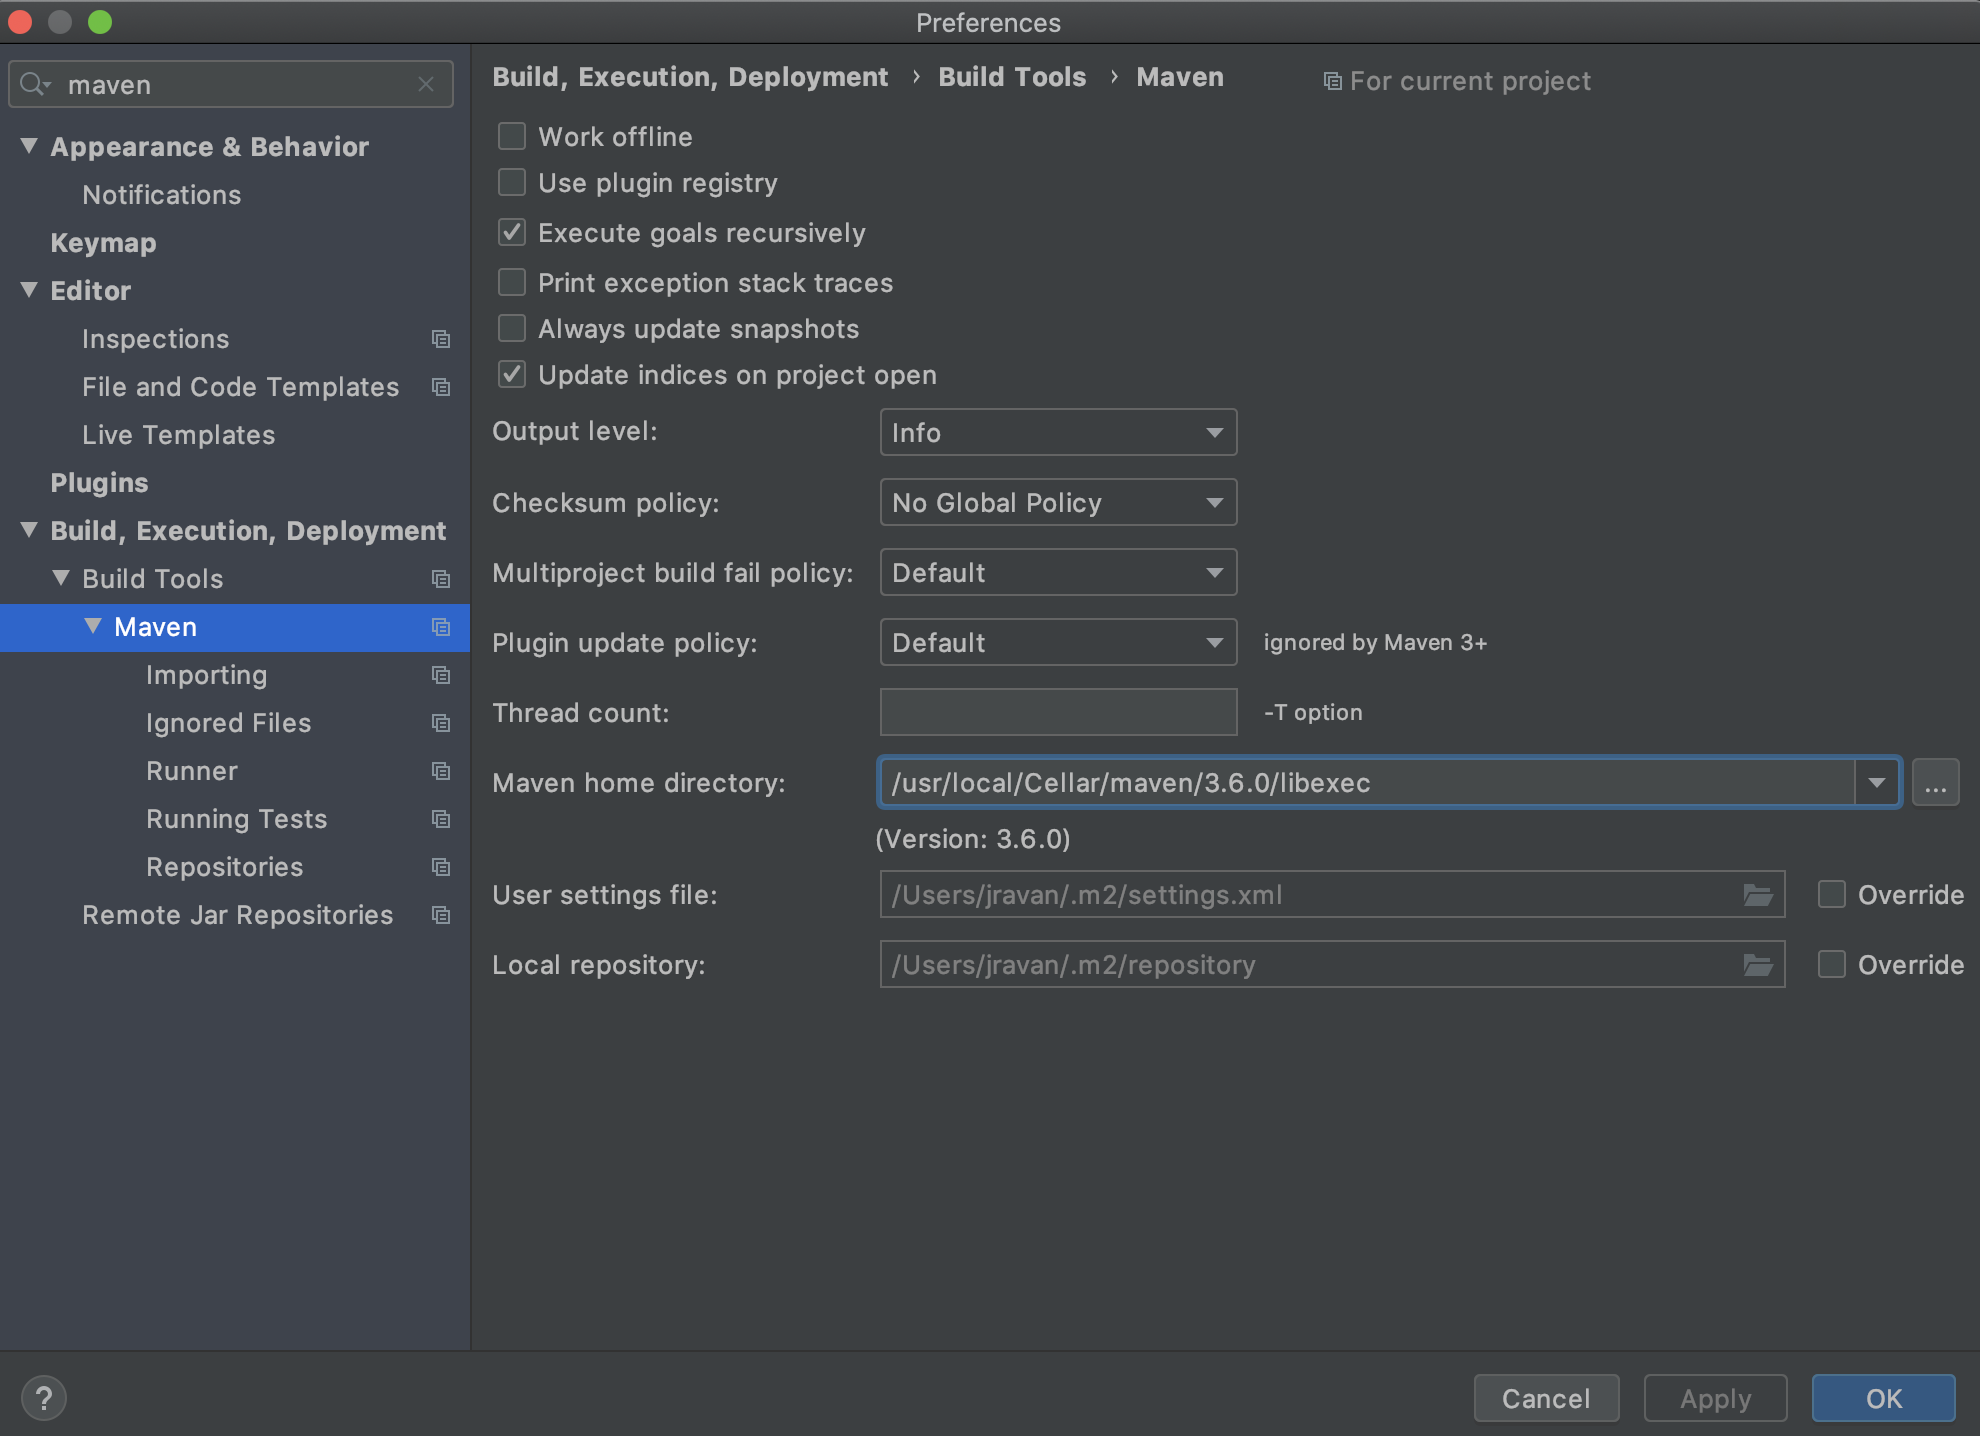 Preferences
maven
Appearance & Behavior
Notifications
Keymap
Editor
Inspections
File and Code Templates
Live Templates
Plugins
Build, Execution, Deployment
Build Tools
Maven
Importing
Ignored Files
Runner
Running Tests
Repositories
Remote Jar Repositories
Build, Execution, Deployment › Build Tools › Maven For current project
Work offline
Use plugin registry
Execute goals recursively
Print exception stack traces
Always update snapshots
Update indices on project open
Output level: Info
Checksum policy: No Global Policy
Multiproject build fail policy: Default
Plugin update policy: Default ignored by Maven 3+
Thread count: -T option
Maven home directory: /usr/local/Cellar/maven/3.6.0/libexec ...
(Version: 3.6.0)
User settings file: /Users/jravan/.m2/settings.xml Override
Local repository: /Users/jravan/.m2/repository Override
? Cancel Apply OK